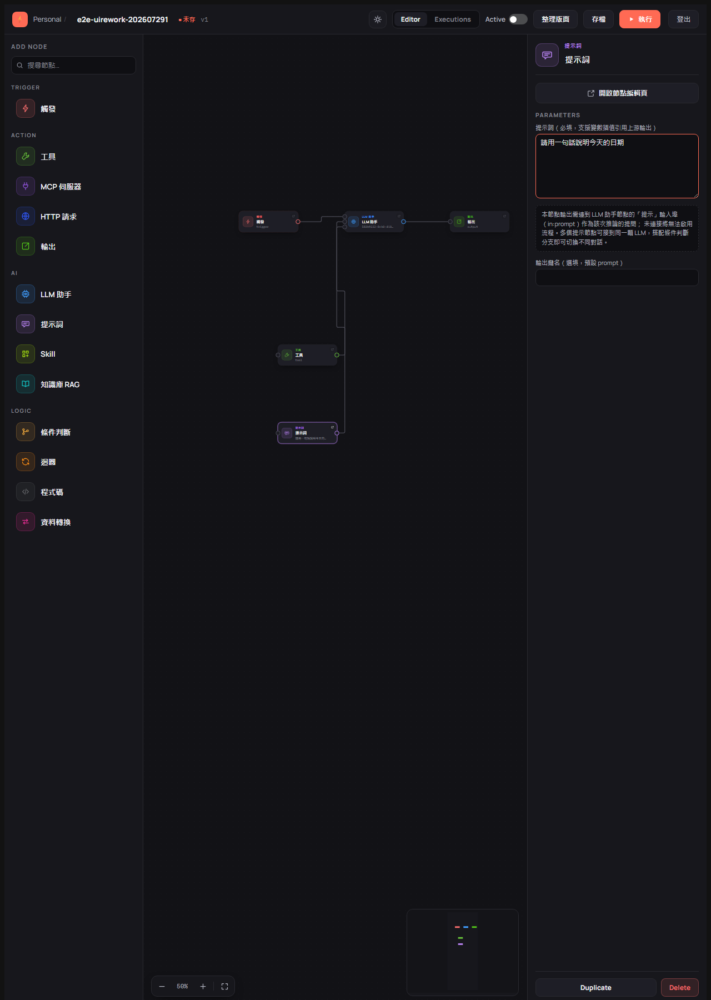 Personal / e2e-uirework-202607291 未存 v1
Editor Executions Active 整理版面 存檔 執行 登出
ADD NODE
搜尋節點…
TRIGGER
觸發
ACTION
工具
MCP 伺服器
HTTP 請求
輸出
AI
LLM 助手
提示詞
Skill
知識庫 RAG
LOGIC
條件判斷
迴圈
程式碼
資料轉換
觸發
觸發
trigger
LLM 助手
LLM 助手
輸出
輸出
output
工具
工具
tool
提示詞
提示詞
請用一句話說明今天的…
50%
提示詞
提示詞
開啟節點編輯頁
PARAMETERS
提示詞（必填，支援變數插值引用上游輸出）
請用一句話說明今天的日期
本節點輸出需連到 LLM 助手節點的「提示」輸入埠
（in:prompt）作為該次推論的提問；未連接將無法啟用
流程。多個提示節點可接到同一顆 LLM，搭配條件判斷
分支即可切換不同對話。
輸出鍵名（選填，預設 prompt）
Duplicate Delete